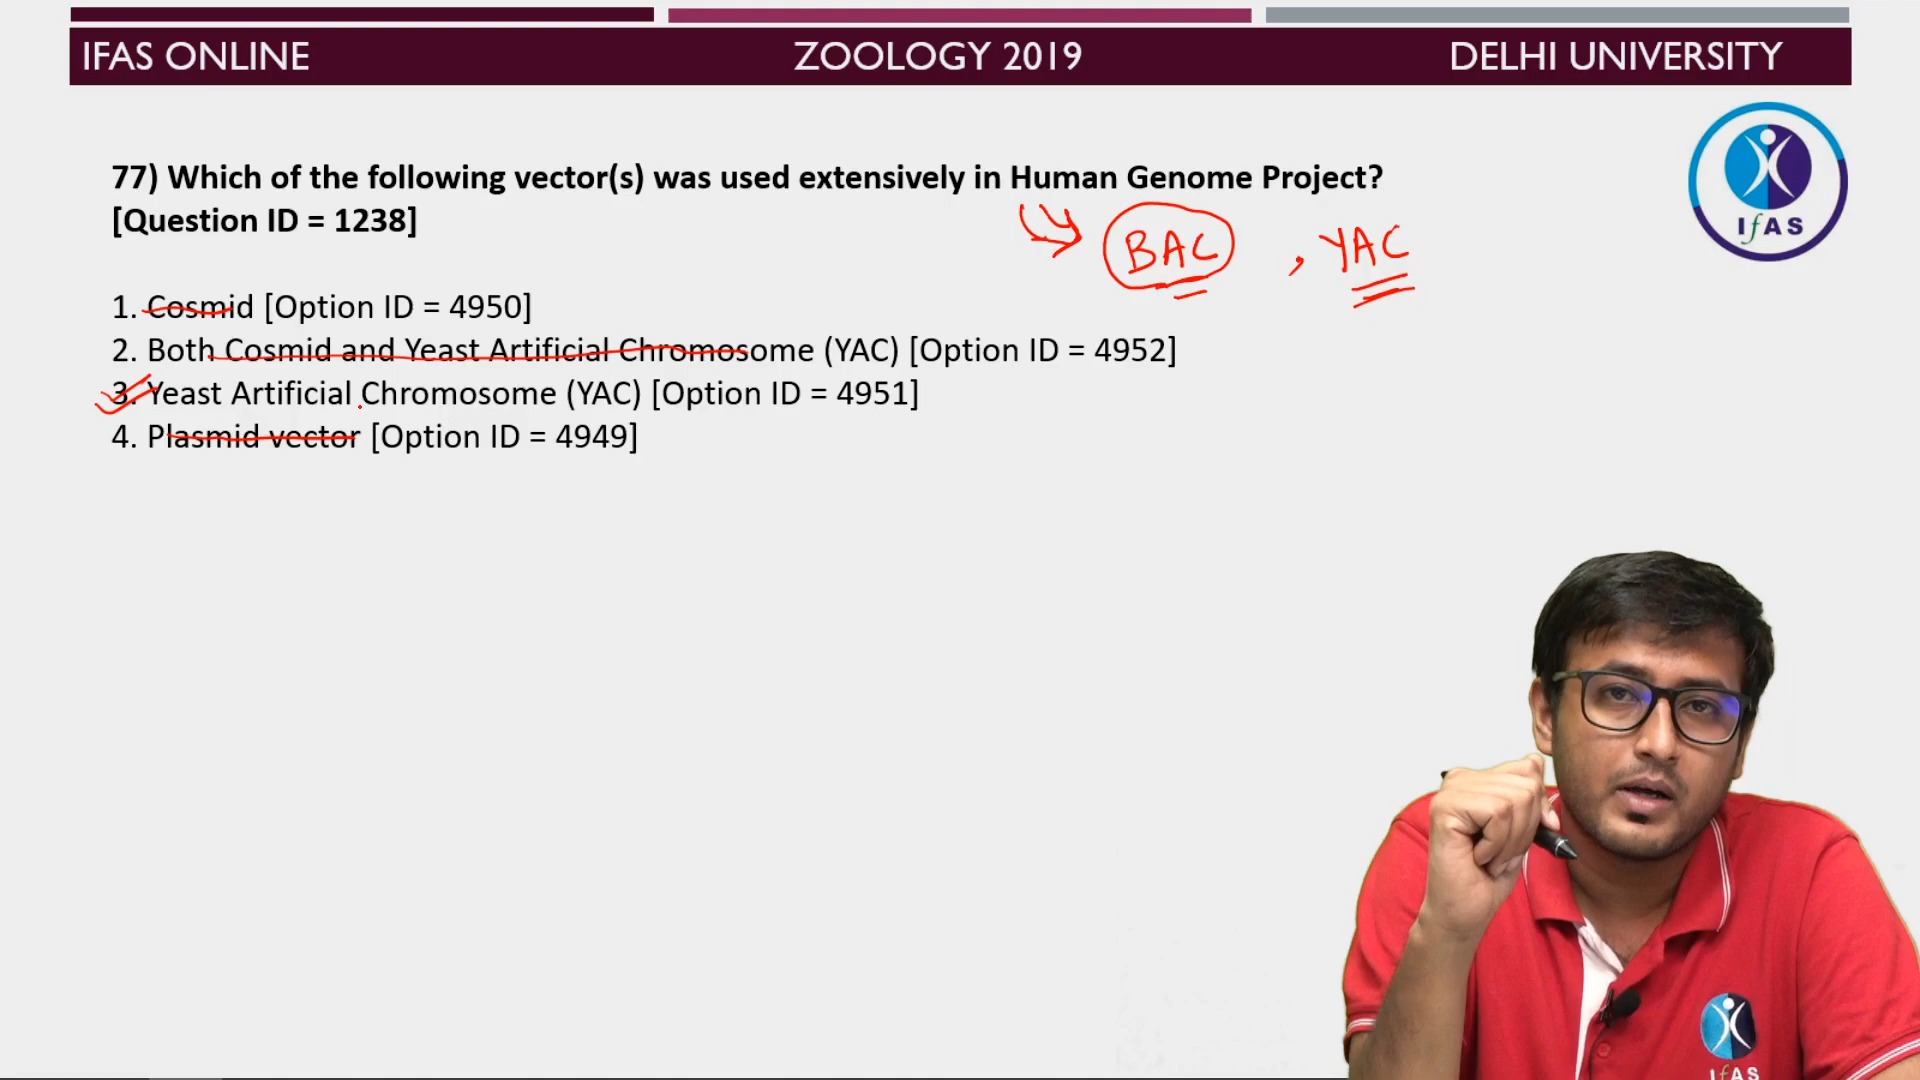 IFAS ONLINE ZOOLOGY 2019 DELHI UNIVERSITY
77) Which of the following vector(s) was used extensively in Human Genome Project?
[Question ID = 1238]
BAC , YAC
IfAS
1. Cosmid [Option ID = 4950]
2. Both Cosmid and Yeast Artificial Chromosome (YAC) [Option ID = 4952]
3. Yeast Artificial Chromosome (YAC) [Option ID = 4951]
4. Plasmid vector [Option ID = 4949]
IfAS